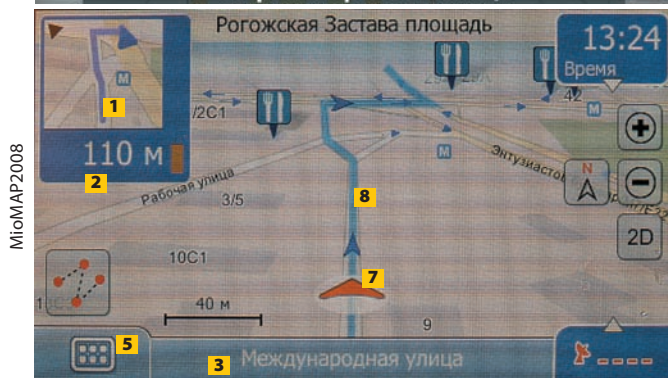 MioMAP2008
Рогожская Застава площадь
13:24
Время
1
М
/2С1
42
М
110 м
2
М
Энтузиастов
N
Рабочая улица
3/5
8
2D
10С1
7
40 м
9
5
3
Международная улица